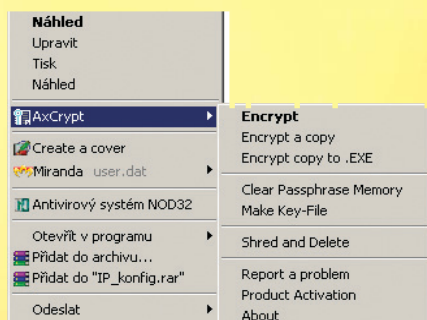 Náhled
Upravit
Tisk
Náhled
AxCrypt
Create a cover
Miranda user.dat
Antivirový systém NOD32
Otevřít v programu
Přidat do archivu...
Přidat do "IP_konfig.rar"
Odeslat
Encrypt
Encrypt a copy
Encrypt copy to .EXE
Clear Passphrase Memory
Make Key-File
Shred and Delete
Report a problem
Product Activation
About